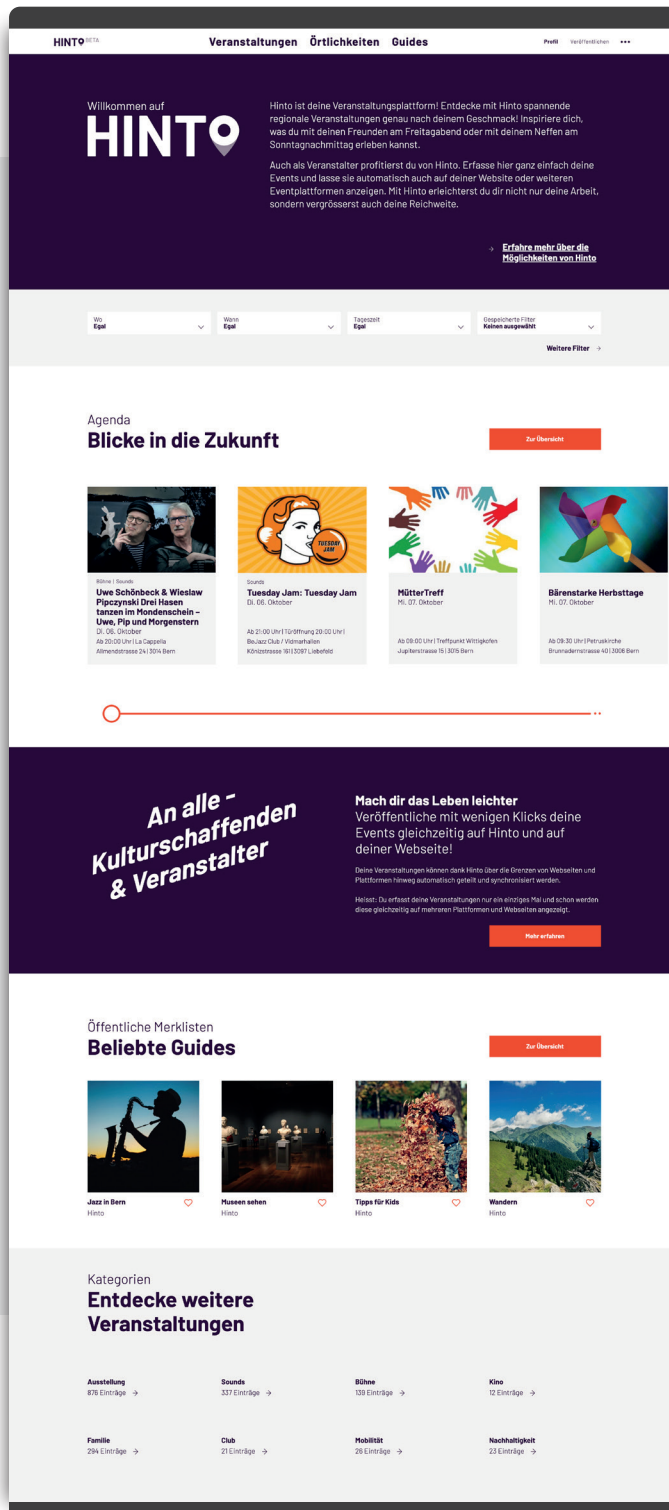 HINTO BETA
Veranstaltungen Örtlichkeiten Guides
Profil Veröffentlichen •••
Willkommen auf
HINTO
Hinto ist deine Veranstaltungsplattform! Entdecke mit Hinto spannende
regionale Veranstaltungen genau nach deinem Geschmack! Inspiriere dich,
was du mit deinen Freunden am Freitagabend oder mit deinem Neffen am
Sonntagnachmittag erleben kannst.
Auch als Veranstalter profitierst du von Hinto. Erfasse hier ganz einfach deine
Events und lasse sie automatisch auch auf deiner Website oder weiteren
Eventplattformen anzeigen. Mit Hinto erleichterst du dir nicht nur deine Arbeit,
sondern vergrösserst auch deine Reichweite.
→ Erfahre mehr über die
Möglichkeiten von Hinto
Wo
Egal
Wann
Egal
Tageszeit
Egal
Gespeicherte Filter
Keinen ausgewählt
Weitere Filter →
Agenda
Blicke in die Zukunft
Zur Übersicht
Bühne | Sounds
Uwe Schönbeck & Wieslaw
Pipczynski Drei Hasen
tanzen im Mondenschein –
Uwe, Pip und Morgenstern
Di. 06. Oktober
Ab 20:00 Uhr | La Cappella
Allmendstrasse 24 | 3014 Bern
TUESDAY
JAM
Sounds
Tuesday Jam: Tuesday Jam
Di. 06. Oktober
Ab 21:00 Uhr | Türöffnung 20:00 Uhr |
BeJazz Club / Vidmarhallen
Könizstrasse 161 | 3097 Liebefeld
MütterTreff
Mi. 07. Oktober
Ab 09:00 Uhr | Treffpunkt Wittigkofen
Jupiterstrasse 15 | 3015 Bern
Bärenstarke Herbsttage
Mi. 07. Oktober
Ab 09:30 Uhr | Petruskirche
Brunnadernstrasse 40 | 3006 Bern
An alle –
Kulturschaffenden
& Veranstalter
Mach dir das Leben leichter
Veröffentliche mit wenigen Klicks deine
Events gleichzeitig auf Hinto und auf
deiner Webseite!
Deine Veranstaltungen können dank Hinto über die Grenzen von Webseiten und
Plattformen hinweg automatisch geteilt und synchronisiert werden.
Heisst: Du erfasst deine Veranstaltungen nur ein einziges Mal und schon werden
diese gleichzeitig auf mehreren Plattformen und Webseiten angezeigt.
Mehr erfahren
Öffentliche Merklisten
Beliebte Guides
Zur Übersicht
Jazz in Bern
Hinto
Museen sehen
Hinto
Tipps für Kids
Hinto
Wandern
Hinto
Kategorien
Entdecke weitere
Veranstaltungen
Ausstellung
876 Einträge →
Sounds
337 Einträge →
Bühne
139 Einträge →
Kino
12 Einträge →
Familie
294 Einträge →
Club
21 Einträge →
Mobilität
26 Einträge →
Nachhaltigkeit
23 Einträge →